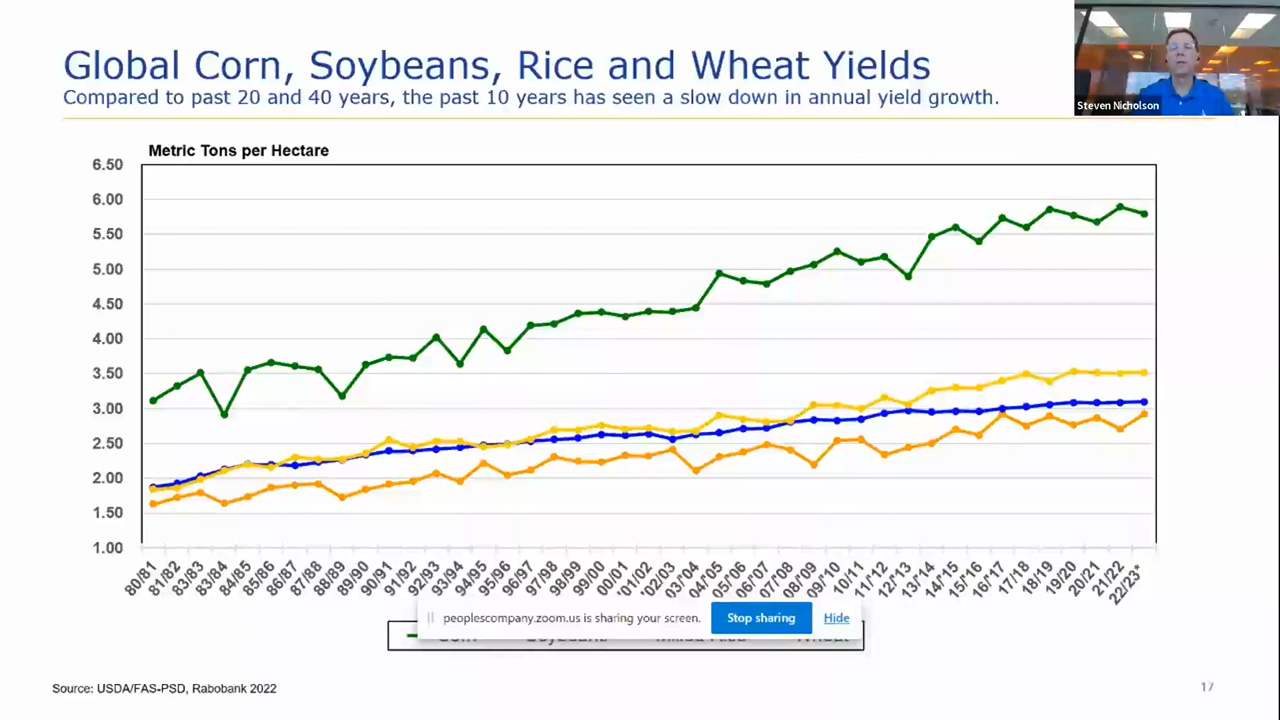 Global Corn, Soybeans, Rice and Wheat Yields
Compared to past 20 and 40 years, the past 10 years has seen a slow down in annual yield growth.
Steven Nicholson
Metric Tons per Hectare
6.50
6.00
5.50
5.00
4.50
4.00
3.50
3.00
2.50
2.00
1.50
1.00
80/81 81/82 83/83 83/84 84/85 85/86 86/87 87/88 88/89 89/90 90/91 91/92 92/93 93/94 94/95 95/96 96/97 97/98 98/99 99/00 '00/01 '01/02 '02/03 03/04 04/'05 05/'06 06/'07 07/'08 08/'09 09/'10 10/'11 11/'12 12/'13 13/'14 14/'15 15/'16 16/'17 17/18 18/19 19/20 20/21 21/22 22/23*
peoplescompany.zoom.us is sharing your screen.
Stop sharing
Hide
Source: USDA/FAS-PSD, Rabobank 2022
17